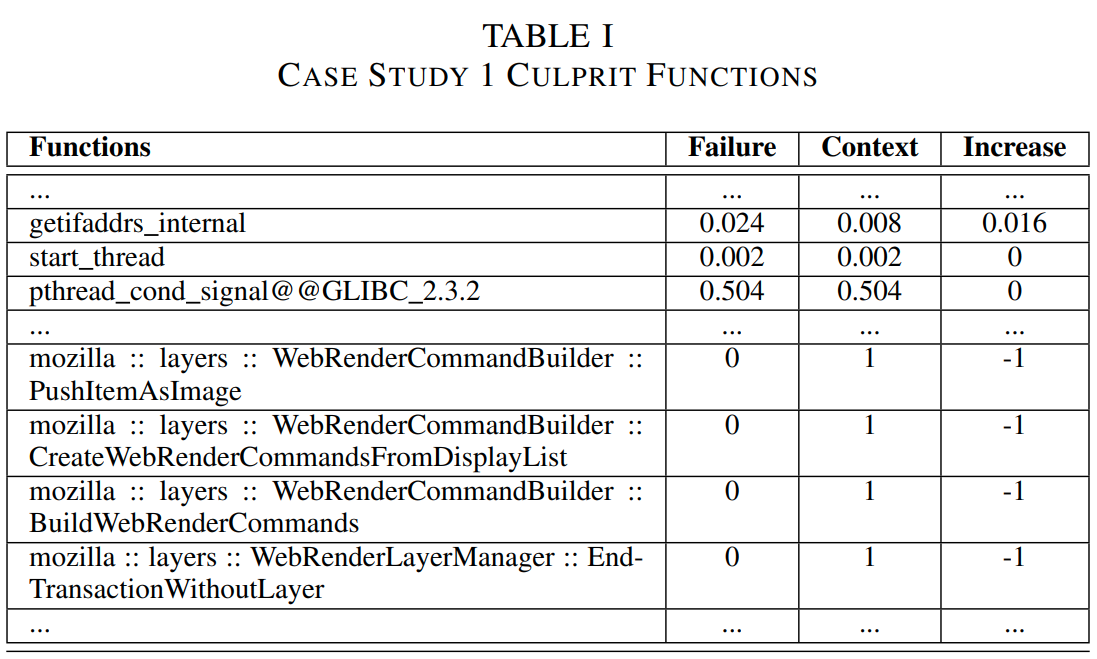 TABLE I
CASE STUDY 1 CULPRIT FUNCTIONS
Functions Failure Context Increase
... ... ... ...
getifaddrs_internal 0.024 0.008 0.016
start_thread 0.002 0.002 0
pthread_cond_signal@@GLIBC_2.3.2 0.504 0.504 0
... ... ... ...
mozilla :: layers :: WebRenderCommandBuilder :: 0 1 -1
PushItemAsImage
mozilla :: layers :: WebRenderCommandBuilder :: 0 1 -1
CreateWebRenderCommandsFromDisplayList
mozilla :: layers :: WebRenderCommandBuilder :: 0 1 -1
BuildWebRenderCommands
mozilla :: layers :: WebRenderLayerManager :: End- 0 1 -1
TransactionWithoutLayer
... ... ... ...